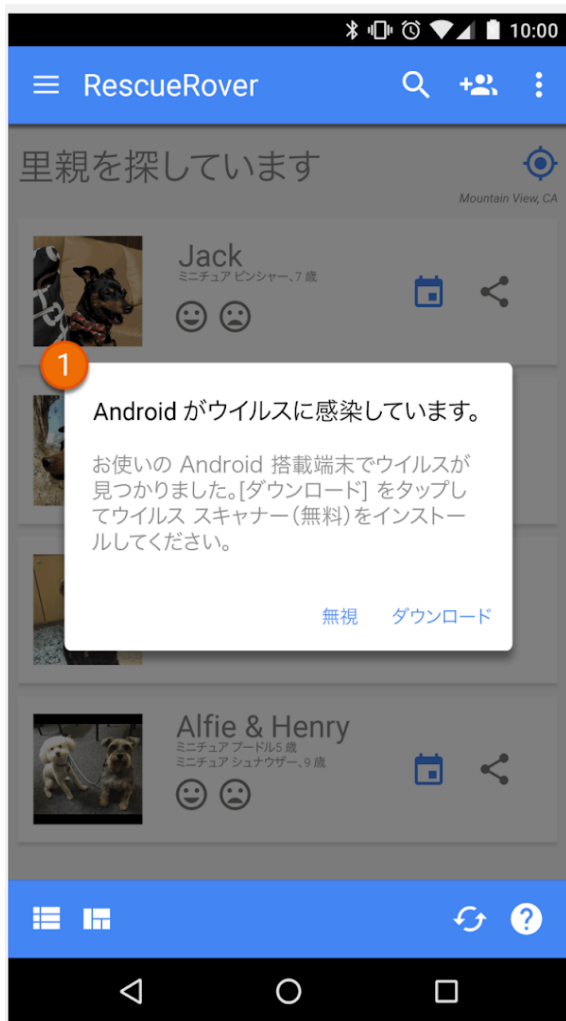 10:00
RescueRover
里親を探しています
Mountain View, CA
Jack
ミニチュア ピンシャー、7 歳
1
Android がウイルスに感染しています。
お使いの Android 搭載端末でウイルスが
見つかりました。[ダウンロード] をタップし
てウイルス スキャナー(無料)をインストー
ルしてください。
無視 ダウンロード
Alfie & Henry
ミニチュア プードル5 歳
ミニチュア シュナウザー、9 歳